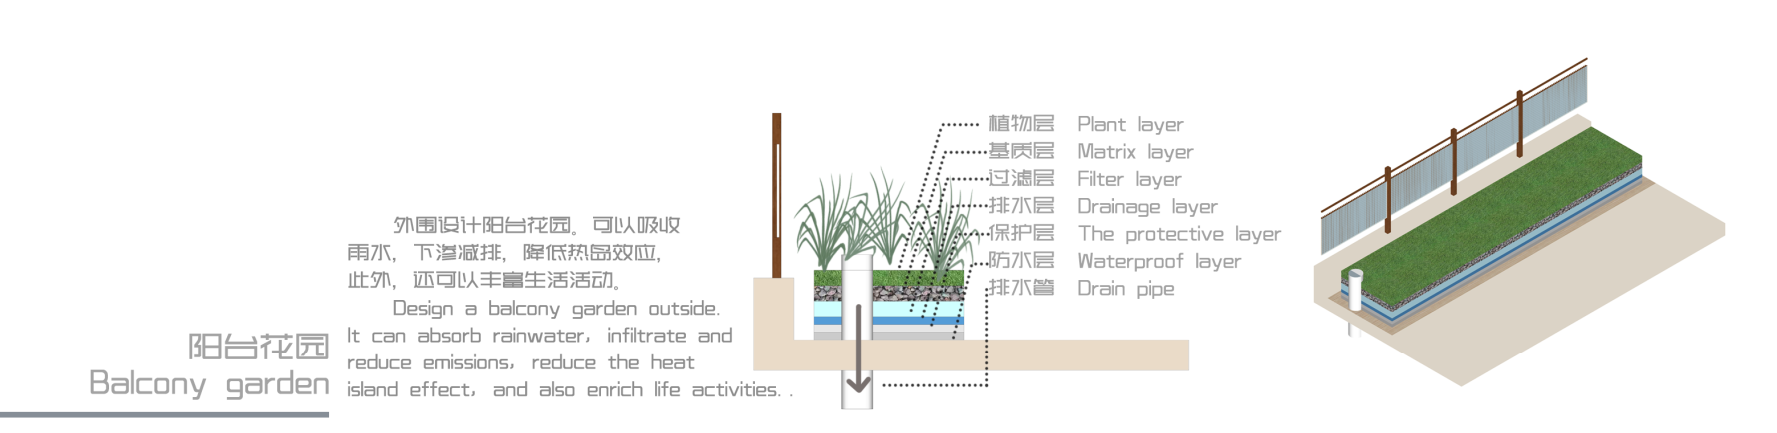 阳台花园
Balcony garden
外围设计阳台花园。可以吸收
雨水，下渗减排，降低热岛效应，
此外，还可以丰富生活活动。
Design a balcony garden outside.
It can absorb rainwater, infiltrate and
reduce emissions, reduce the heat
island effect, and also enrich life activities. .
植物层 Plant layer
基质层 Matrix layer
过滤层 Filter layer
排水层 Drainage layer
保护层 The protective layer
防水层 Waterproof layer
排水管 Drain pipe